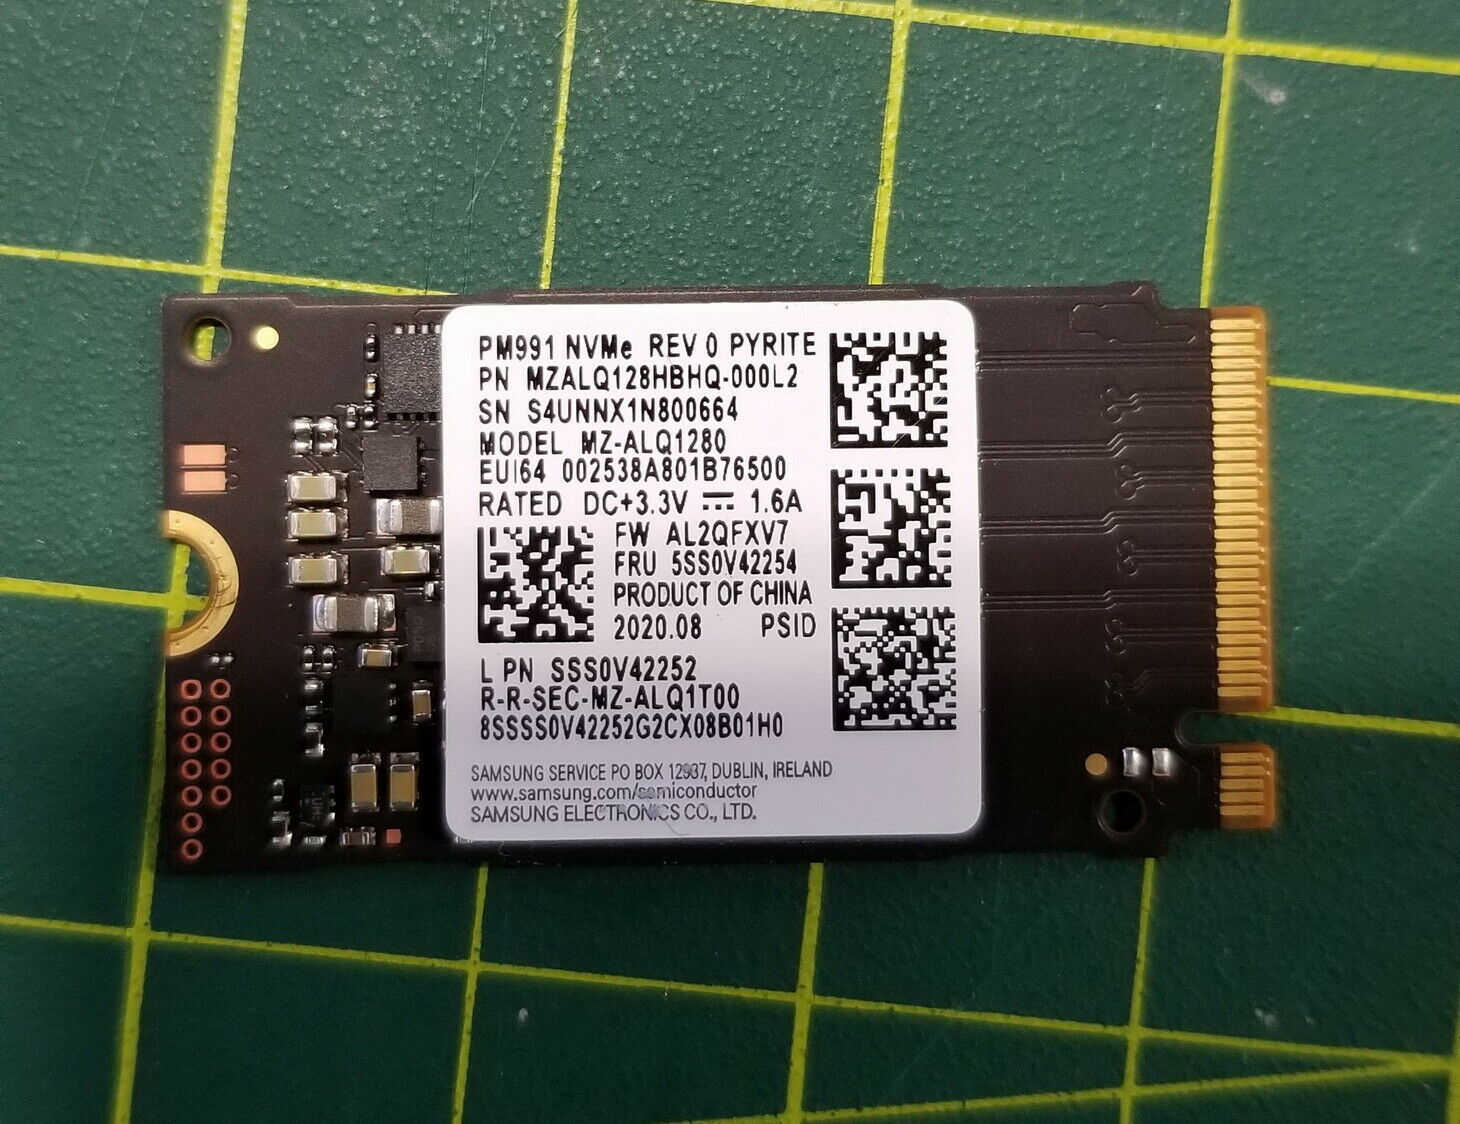 PM991 NVMe REV 0 PYRITE
PN MZALQ128HBHQ-000L2
SN S4UNNX1N800664
MODEL MZ-ALQ1280
EUI64 002538A801B76500
RATED DC+3.3V ⎓ 1.6A
FW AL2QFXV7
FRU 5SS0V42254
PRODUCT OF CHINA
2020.08 PSID
L PN SSS0V42252
R-R-SEC-MZ-ALQ1T00
8SSSS0V42252G2CX08B01H0
SAMSUNG SERVICE PO BOX 12937, DUBLIN, IRELAND
www.samsung.com/semiconductor
SAMSUNG ELECTRONICS CO., LTD.